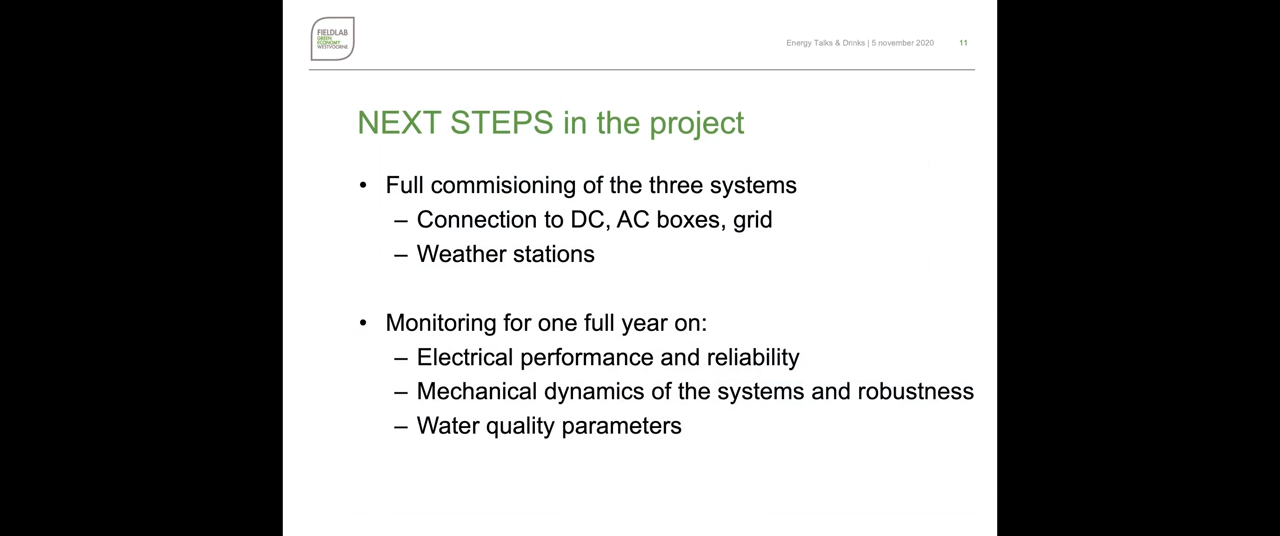 FIELDLAB
GREEN
ECONOMY
WESTVOORNE
Energy Talks & Drinks | 5 november 2020 11
NEXT STEPS in the project
• Full commisioning of the three systems
– Connection to DC, AC boxes, grid
– Weather stations
• Monitoring for one full year on:
– Electrical performance and reliability
– Mechanical dynamics of the systems and robustness
– Water quality parameters